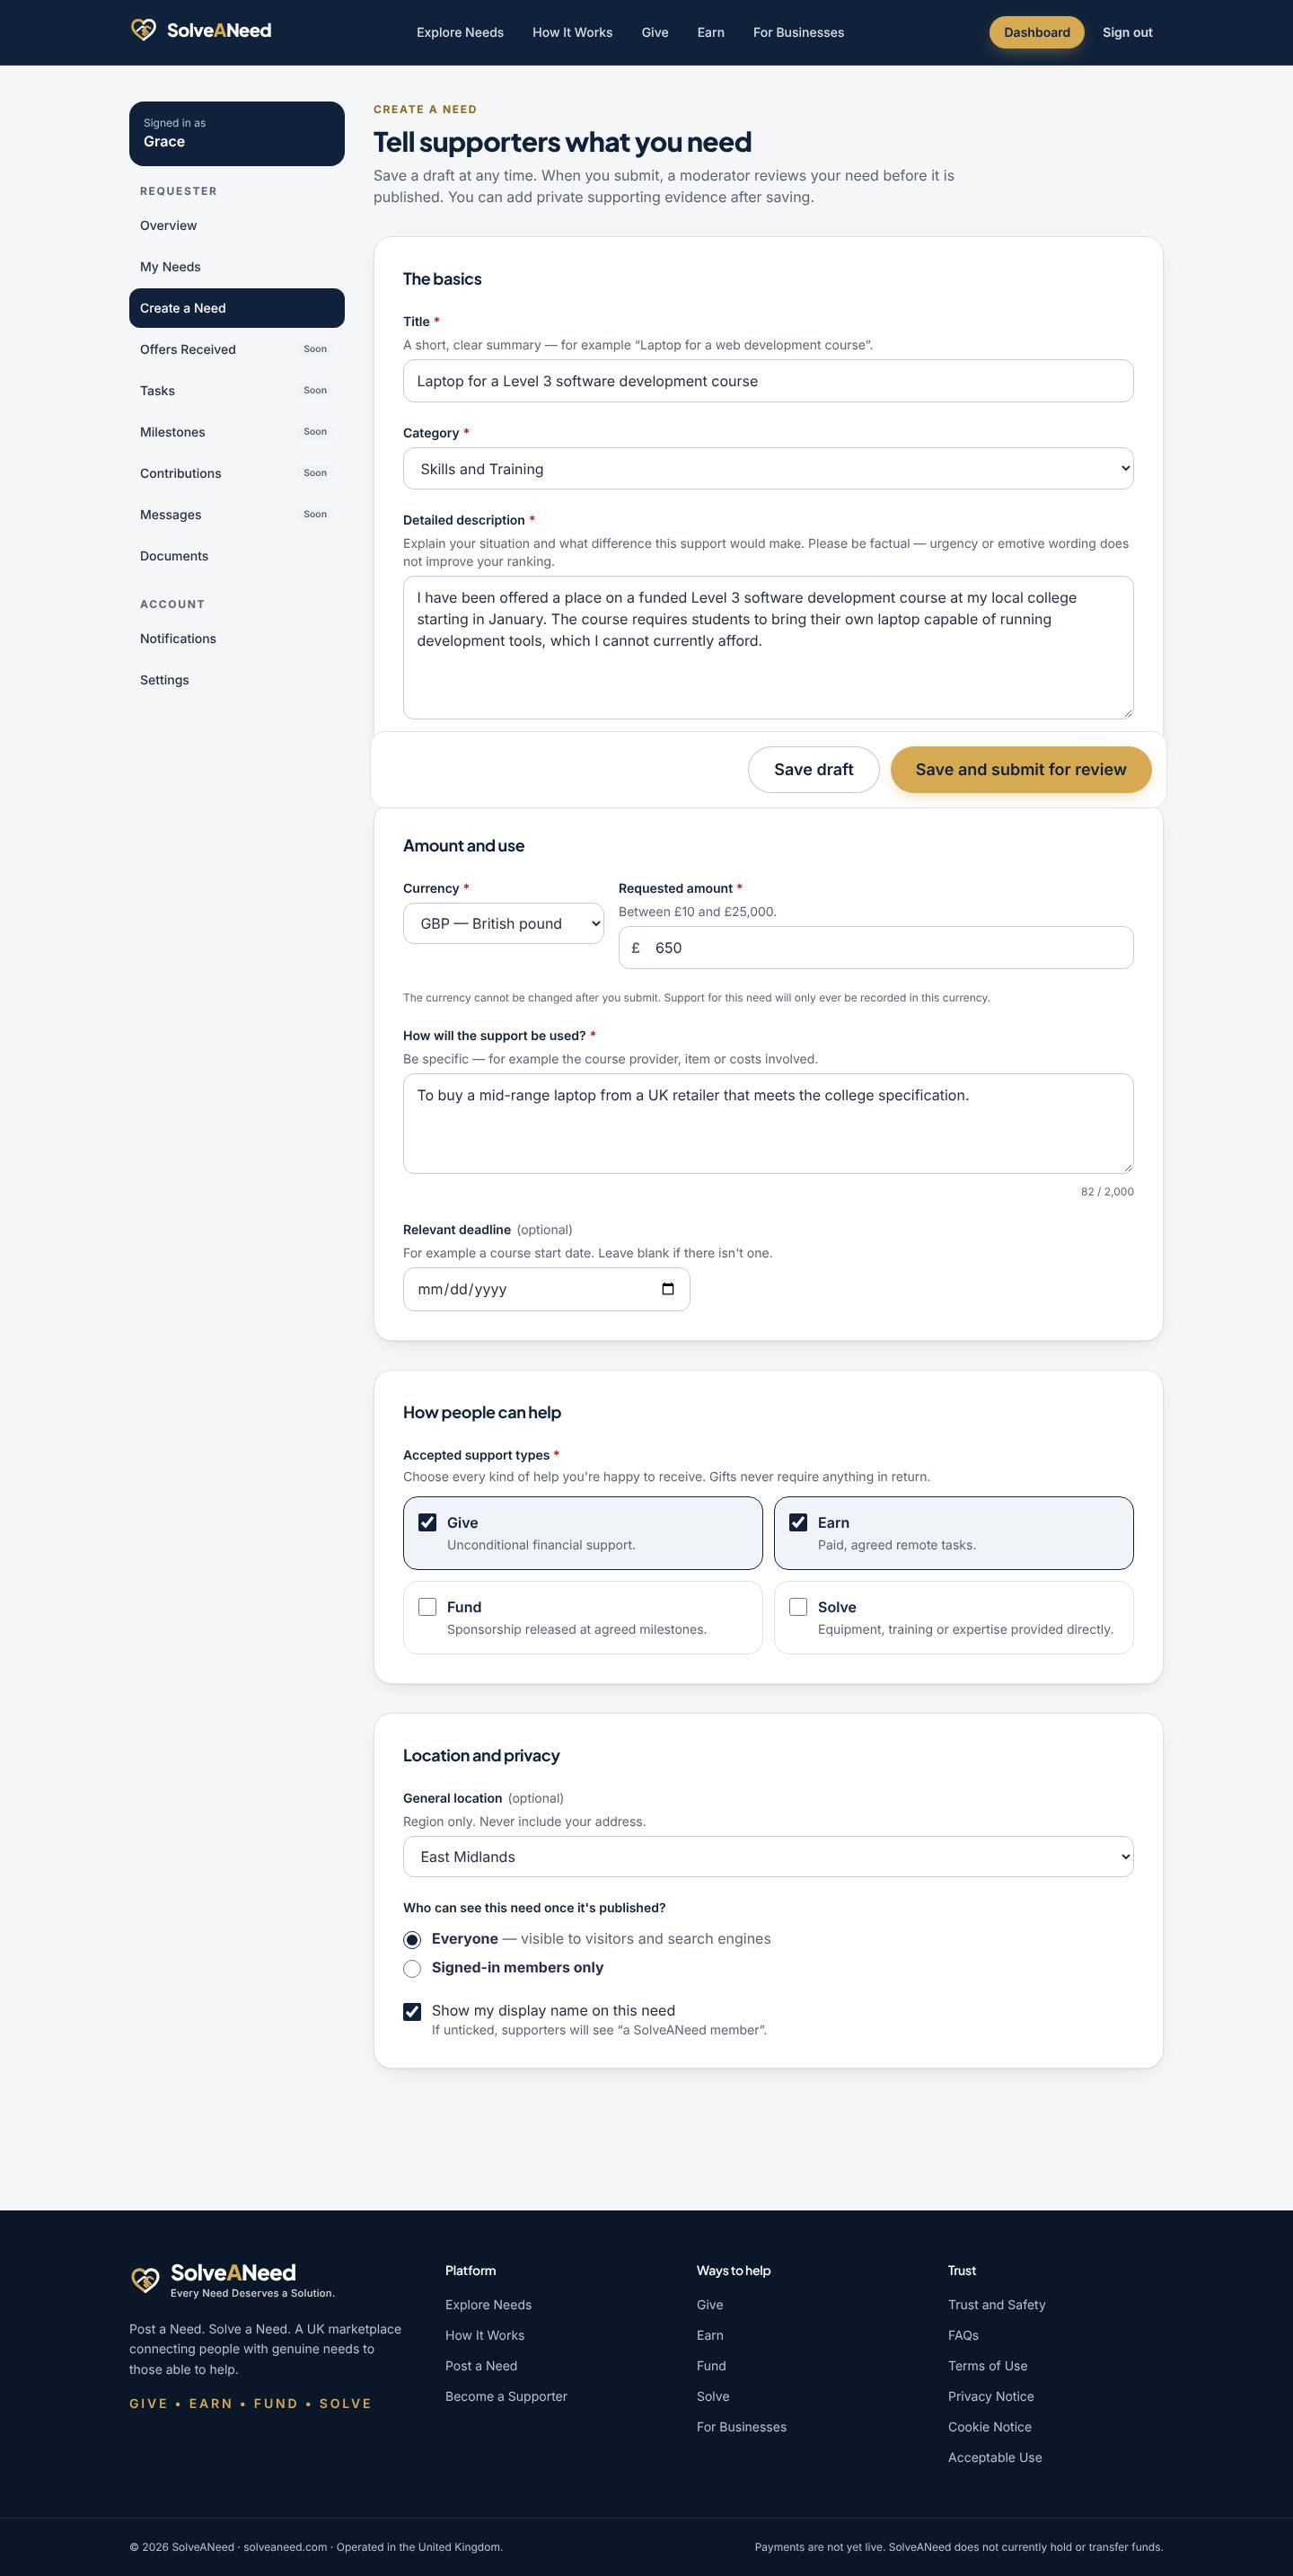 SolveANeed
Explore Needs
How It Works
Give
Earn
For Businesses
Dashboard
Sign out
Signed in as
Grace
REQUESTER
Overview
My Needs
Create a Need
Offers Received Soon
Tasks Soon
Milestones Soon
Contributions Soon
Messages Soon
Documents
ACCOUNT
Notifications
Settings
CREATE A NEED
Tell supporters what you need
Save a draft at any time. When you submit, a moderator reviews your need before it is
published. You can add private supporting evidence after saving.
The basics
Title *
A short, clear summary — for example “Laptop for a web development course”.
Laptop for a Level 3 software development course
Category *
Skills and Training
Detailed description *
Explain your situation and what difference this support would make. Please be factual — urgency or emotive wording does
not improve your ranking.
I have been offered a place on a funded Level 3 software development course at my local college
starting in January. The course requires students to bring their own laptop capable of running
development tools, which I cannot currently afford.
Save draft
Save and submit for review
Amount and use
Currency *
GBP — British pound
Requested amount *
Between £10 and £25,000.
£ 650
The currency cannot be changed after you submit. Support for this need will only ever be recorded in this currency.
How will the support be used? *
Be specific — for example the course provider, item or costs involved.
To buy a mid-range laptop from a UK retailer that meets the college specification.
82 / 2,000
Relevant deadline (optional)
For example a course start date. Leave blank if there isn't one.
mm/dd/yyyy
How people can help
Accepted support types *
Choose every kind of help you're happy to receive. Gifts never require anything in return.
Give
Unconditional financial support.
Earn
Paid, agreed remote tasks.
Fund
Sponsorship released at agreed milestones.
Solve
Equipment, training or expertise provided directly.
Location and privacy
General location (optional)
Region only. Never include your address.
East Midlands
Who can see this need once it's published?
Everyone — visible to visitors and search engines
Signed-in members only
Show my display name on this need
If unticked, supporters will see “a SolveANeed member”.
SolveANeed
Every Need Deserves a Solution.
Post a Need. Solve a Need. A UK marketplace
connecting people with genuine needs to
those able to help.
GIVE • EARN • FUND • SOLVE
Platform
Explore Needs
How It Works
Post a Need
Become a Supporter
Ways to help
Give
Earn
Fund
Solve
For Businesses
Trust
Trust and Safety
FAQs
Terms of Use
Privacy Notice
Cookie Notice
Acceptable Use
© 2026 SolveANeed · solveaneed.com · Operated in the United Kingdom.
Payments are not yet live. SolveANeed does not currently hold or transfer funds.